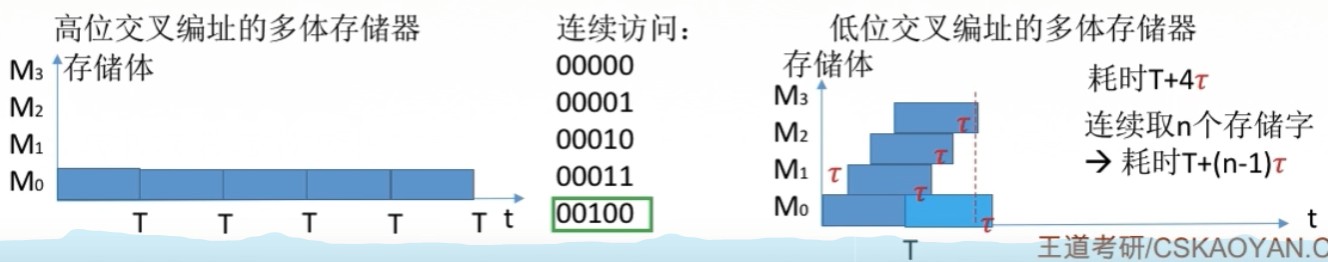 高位交叉编址的多体存储器
存储体
M₃
M₂
M₁
M₀
T T T T T t
连续访问：
00000
00001
00010
00011
00100
低位交叉编址的多体存储器
存储体
M₃
M₂
M₁
M₀
τ
τ
τ
τ
τ
T
t
耗时T+4τ
连续取n个存储字
→ 耗时T+(n-1)τ
王道考研/CSKAOYAN.C